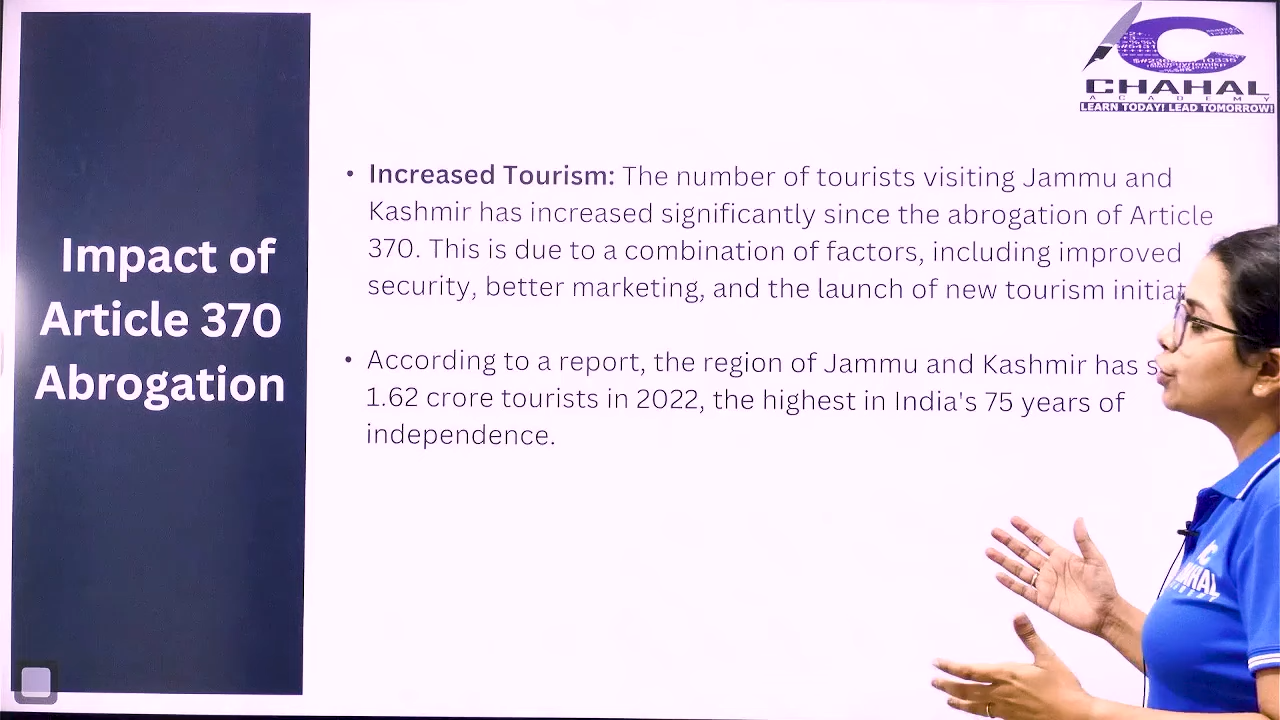 CHAHAL
ACADEMY
LEARN TODAY! LEAD TOMORROW!
Impact of
Article 370
Abrogation
• Increased Tourism: The number of tourists visiting Jammu and
Kashmir has increased significantly since the abrogation of Article
370. This is due to a combination of factors, including improved
security, better marketing, and the launch of new tourism
• According to a report, the region of Jammu and Kashmir has
1.62 crore tourists in 2022, the highest in India's 75 years of
independence.